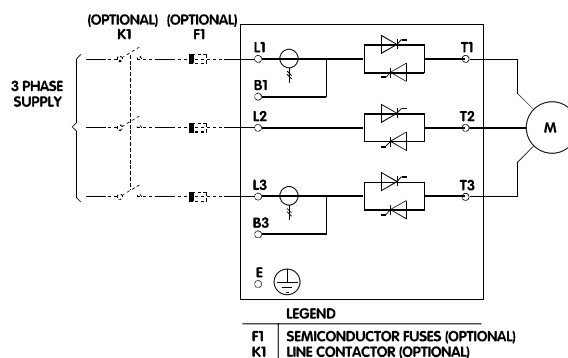 (OPTIONAL) (OPTIONAL)
K1 F1
L1 T1
3 PHASE
SUPPLY
B1
L2 T2
M
L3 T3
B3
E
LEGEND
F1 SEMICONDUCTOR FUSES (OPTIONAL)
K1 LINE CONTACTOR (OPTIONAL)